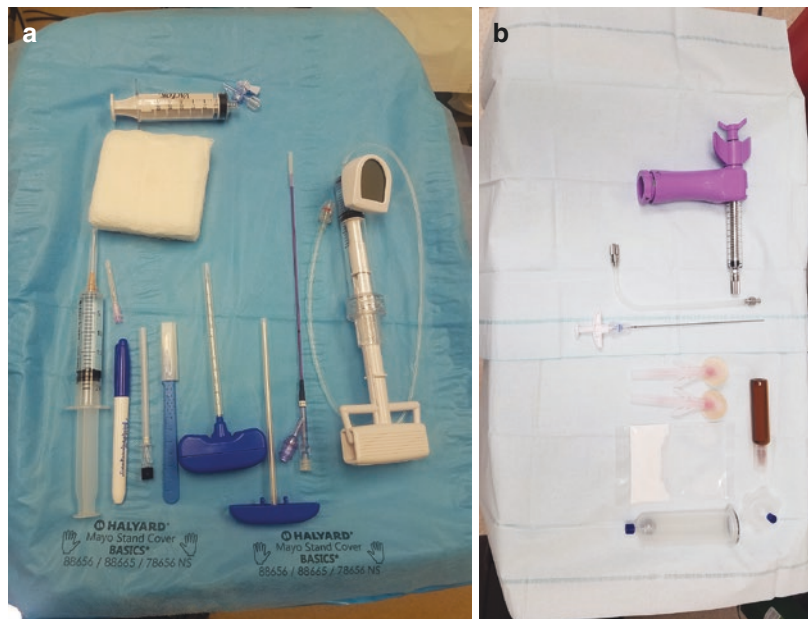 a
b
HALYARD*
Mayo Stand Cover
BASICS*
88656 / 88665 / 78656 NS
HALYARD*
Mayo Stand Cover
BASICS*
88656 / 88665 / 78656 NS